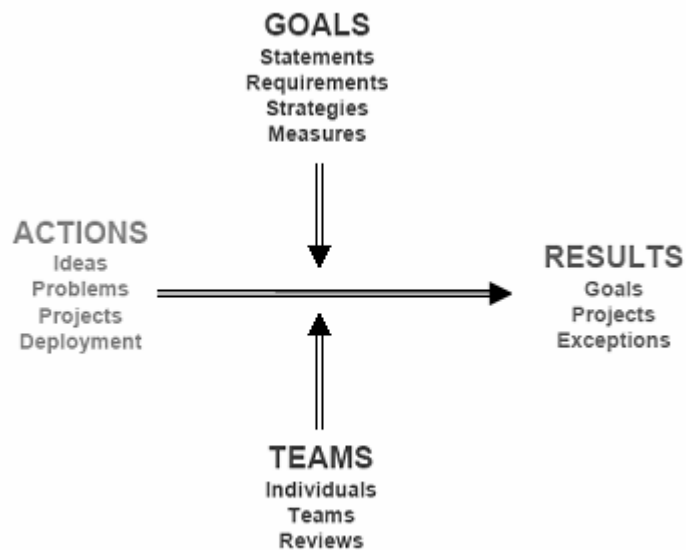 GOALS
Statements
Requirements
Strategies
Measures
ACTIONS
Ideas
Problems
Projects
Deployment
RESULTS
Goals
Projects
Exceptions
TEAMS
Individuals
Teams
Reviews